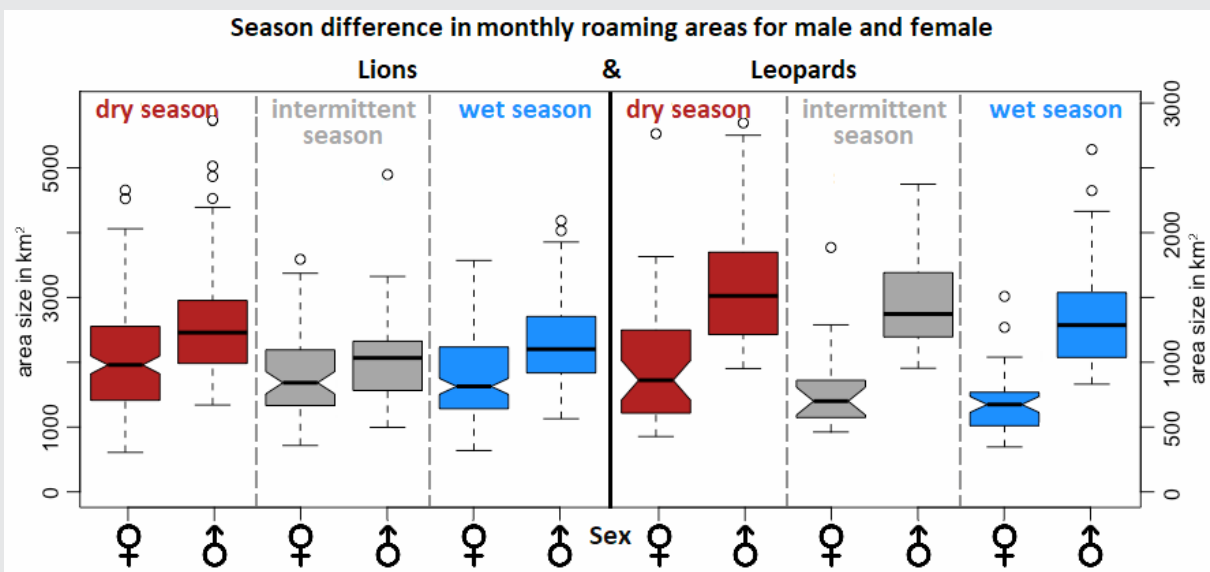 Season difference in monthly roaming areas for male and female
Lions & Leopards
dry season
intermittent
season
wet season
dry season
intermittent
season
wet season
area size in km²
5000
3000
1000
0
area size in km²
3000
2000
1000
500
0
♀ ♂ ♀ ♂ ♀ ♂ Sex ♀ ♂ ♀ ♂ ♀ ♂